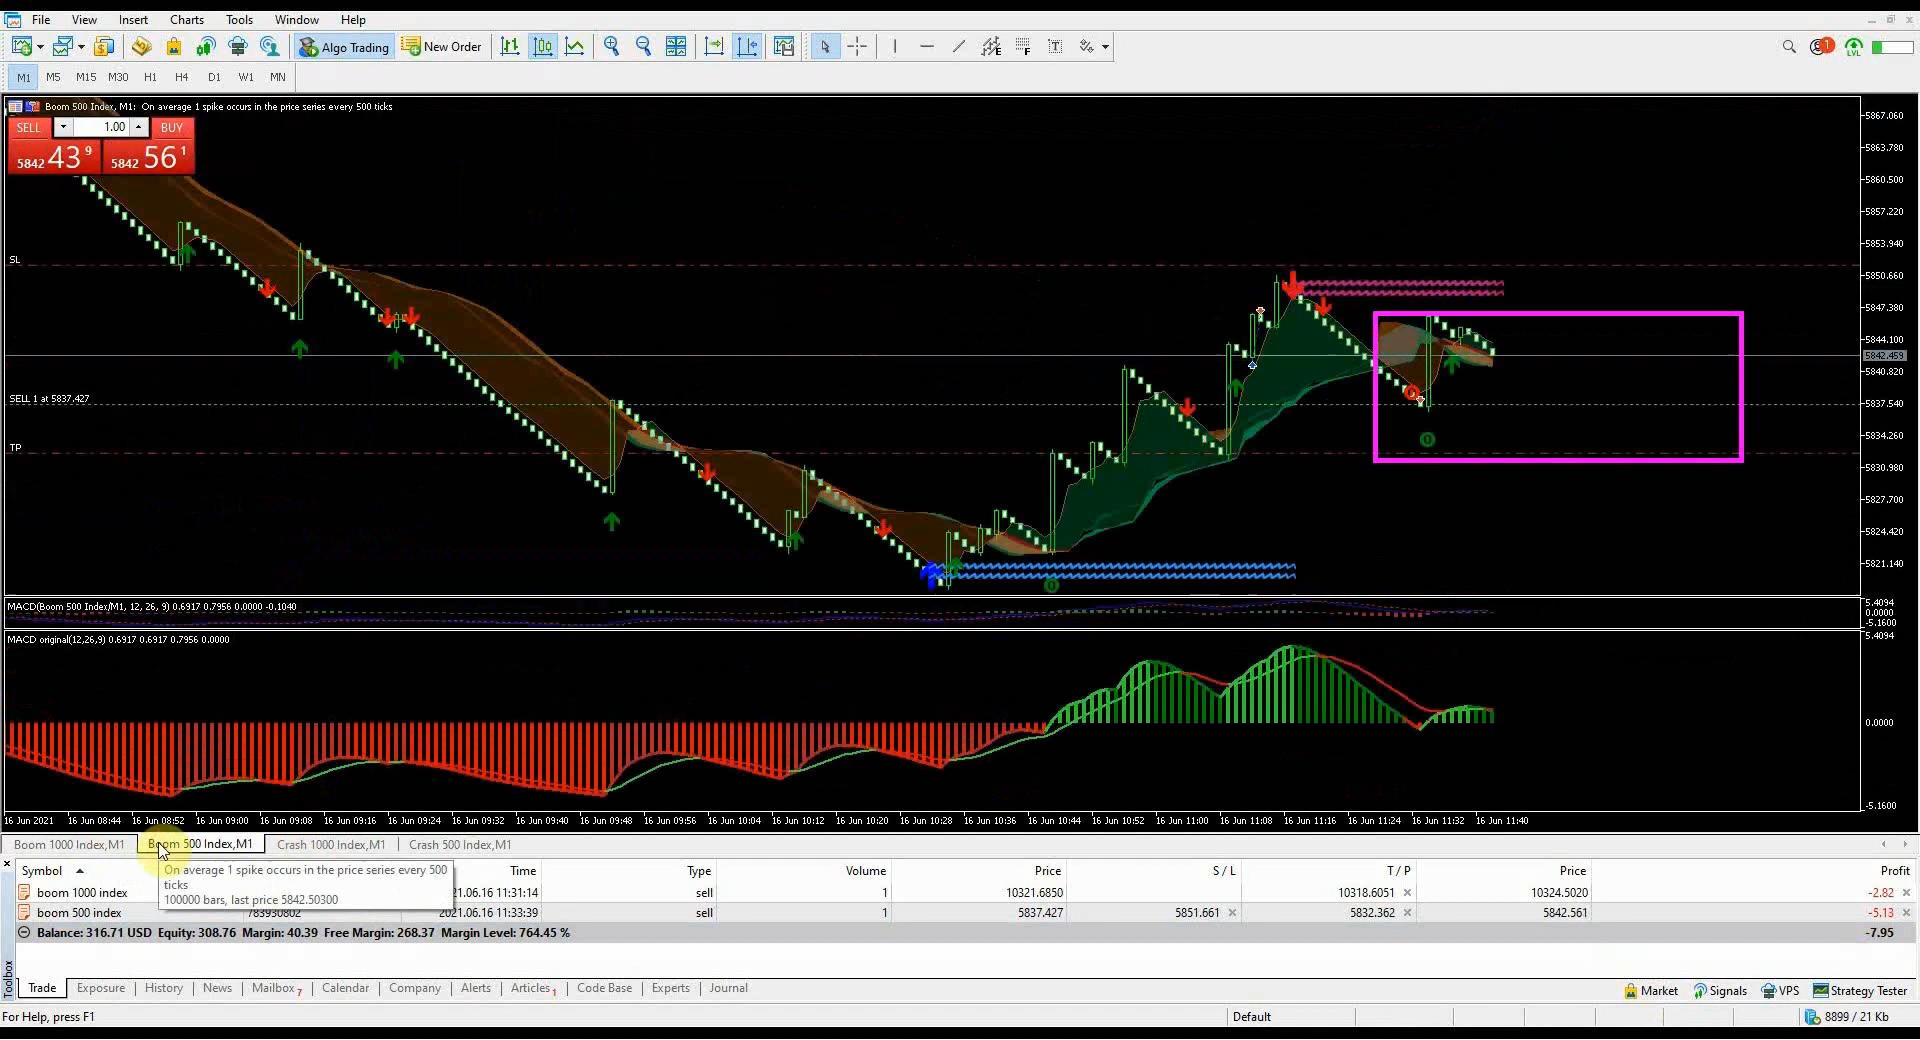 File View Insert Charts Tools Window Help
Algo Trading New Order 1 LVL
M1 M5 M15 M30 H1 H4 D1 W1 MN
Boom 500 Index, M1: On average 1 spike occurs in the price series every 500 ticks
SELL 1.00 BUY
5842 43 9 5842 56 1
5867.060
5863.780
5860.500
5857.220
5853.940
SL
5850.660
5847.380
5844.100
5842.459
5840.820
SELL 1 at 5837.427
5837.540
5834.260
TP
5830.980
5827.700
5824.420
5821.140
MACD(Boom 500 Index/M1, 12, 26, 9) 0.6917 0.7956 0.0000 -0.1040
5.4094
0.0000
-5.1600
MACD original(12,26,9) 0.6917 0.6917 0.7956 0.0000
5.4094
0.0000
-5.1600
16 Jun 2021 16 Jun 08:44 16 Jun 08:52 16 Jun 09:00 16 Jun 09:08 16 Jun 09:16 16 Jun 09:24 16 Jun 09:32 16 Jun 09:40 16 Jun 09:48 16 Jun 09:56 16 Jun 10:04 16 Jun 10:12 16 Jun 10:20 16 Jun 10:28 16 Jun 10:36 16 Jun 10:44 16 Jun 10:52 16 Jun 11:00 16 Jun 11:08 16 Jun 11:16 16 Jun 11:24 16 Jun 11:32 16 Jun 11:40
Boom 1000 Index,M1 Boom 500 Index,M1 Crash 1000 Index,M1 Crash 500 Index,M1
Symbol Time Type Volume Price S / L T / P Price Profit
On average 1 spike occurs in the price series every 500
ticks
100000 bars, last price 5842.50300
boom 1000 index 11:31:14 sell 1 10321.6850 10318.6051 10324.5020 -2.82
boom 500 index 783930802 2021.06.16 11:33:39 sell 1 5837.427 5851.661 5832.362 5842.561 -5.13
Balance: 316.71 USD Equity: 308.76 Margin: 40.39 Free Margin: 268.37 Margin Level: 764.45 % -7.95
Toolbox
Trade Exposure History News Mailbox 7 Calendar Company Alerts Articles 1 Code Base Experts Journal
Market Signals VPS Strategy Tester
For Help, press F1 Default 8899 / 21 Kb